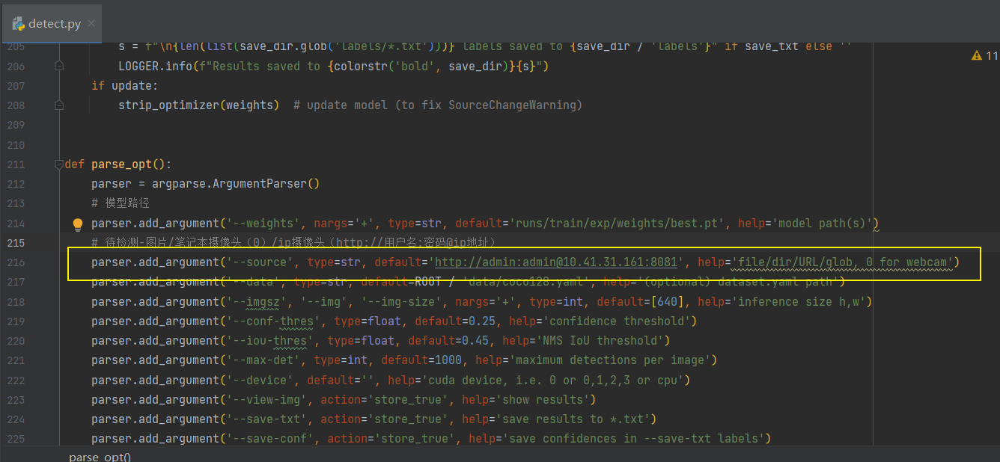 detect.py
205 s = f"\n{len(list(save_dir.glob('labels/*.txt')))} labels saved to {save_dir / 'labels'}" if save_txt else ''
11
206 LOGGER.info(f"Results saved to {colorstr('bold', save_dir)}{s}")
207 if update:
208 strip_optimizer(weights)  # update model (to fix SourceChangeWarning)
209
210
211 def parse_opt():
212 parser = argparse.ArgumentParser()
213 # 模型路径
214 parser.add_argument('--weights', nargs='+', type=str, default='runs/train/exp/weights/best.pt', help='model path(s)')
215 # 待检测-图片/笔记本摄像头（0）/ip摄像头（http://用户名:密码@ip地址）
216 parser.add_argument('--source', type=str, default='http://admin:admin@10.41.31.161:8081', help='file/dir/URL/glob, 0 for webcam')
217 parser.add_argument('--data', type=str, default=ROOT / 'data/coco128.yaml', help='(optional) dataset.yaml path')
218 parser.add_argument('--imgsz', '--img', '--img-size', nargs='+', type=int, default=[640], help='inference size h,w')
219 parser.add_argument('--conf-thres', type=float, default=0.25, help='confidence threshold')
220 parser.add_argument('--iou-thres', type=float, default=0.45, help='NMS IoU threshold')
221 parser.add_argument('--max-det', type=int, default=1000, help='maximum detections per image')
222 parser.add_argument('--device', default='', help='cuda device, i.e. 0 or 0,1,2,3 or cpu')
223 parser.add_argument('--view-img', action='store_true', help='show results')
224 parser.add_argument('--save-txt', action='store_true', help='save results to *.txt')
225 parser.add_argument('--save-conf', action='store_true', help='save confidences in --save-txt labels')
parse_opt()